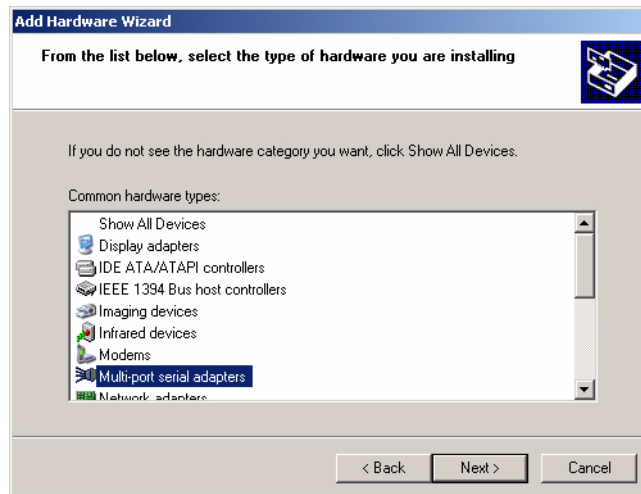 Add Hardware Wizard
From the list below, select the type of hardware you are installing
If you do not see the hardware category you want, click Show All Devices.
Common hardware types:
Show All Devices
Display adapters
IDE ATA/ATAPI controllers
IEEE 1394 Bus host controllers
Imaging devices
Infrared devices
Modems
Multi-port serial adapters
Network adapters
< Back Next > Cancel